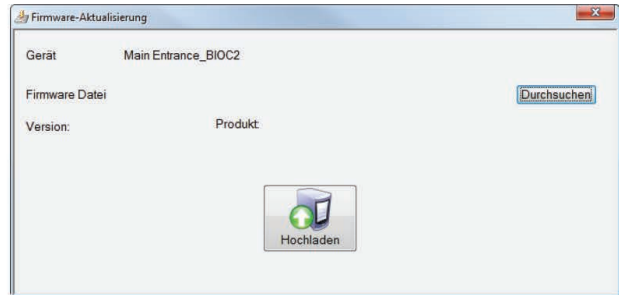 Firmware-Aktualisierung
Gerät Main Entrance_BIOC2
Firmware Datei Durchsuchen
Version: Produkt:
Hochladen